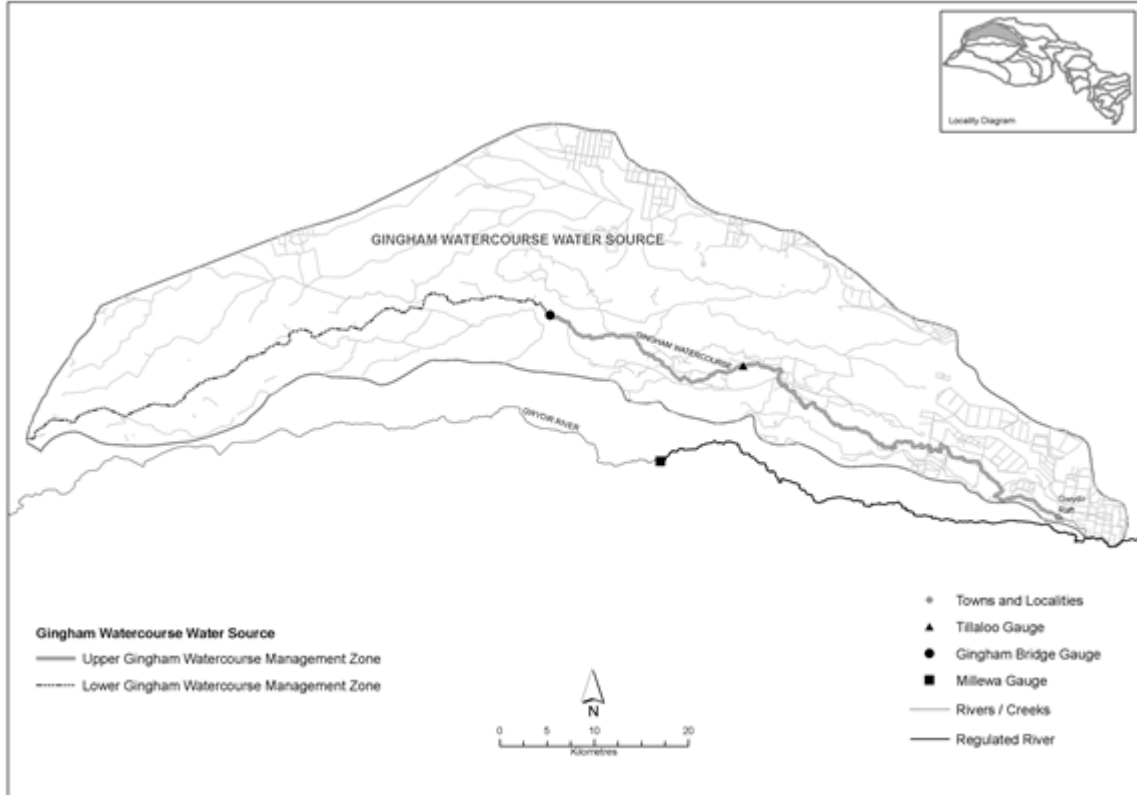 Locality Diagram
GINGHAM WATERCOURSE WATER SOURCE
GINGHAM WATERCOURSE
GWYDIR RIVER
Gwydir
Raft
Gingham Watercourse Water Source
Upper Gingham Watercourse Management Zone
Lower Gingham Watercourse Management Zone
N
0 5 10 20
Kilometres
Towns and Localities
Tillaloo Gauge
Gingham Bridge Gauge
Millewa Gauge
Rivers / Creeks
Regulated River